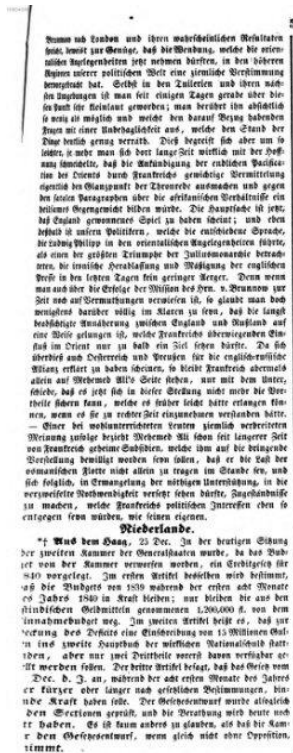 Brunnow nach London und ihren wahrscheinlichen Resultaten
spricht, beweist zur Genüge, daß die Wendung, welche die orien-
talischen Angelegenheiten jetzt nehmen dürften, in den höheren
Regionen unserer politischen Welt eine ziemliche Verstimmung
hervorgebracht hat. Selbst in den Tuilerien und ihren näch-
sten Umgebungen ist man seit einigen Tagen gerade über die-
sen Punkt sehr kleinlaut geworden; man berührt ihn absichtlich
so wenig als möglich und weicht den darauf Bezug habenden
Fragen mit einer Unbehaglichkeit aus, welche den Stand der
Dinge deutlich genug verrath. Dieß begreift sich aber um so
leichter, je mehr man sich dort lange Zeit wirklich mit der Hoff-
nung schmeichelte, daß die Ankündigung der endlichen Pacifica-
tion des Orients durch Frankreichs gewichtige Vermittelung
eigentlich den Glanzpunkt der Thronrede ausmachen und gegen
den fatalen Paragraphen über die afrikanischen Verhältnisse ein
heilsames Gegengewicht bilden würde. Die Hauptsache ist jetzt,
daß England gewonnenes Spiel zu haben scheint; und den
deßhalb ist unsern Politikern, welche die entschiedene Sprache,
die Ludwig Philipp in den orientalischen Angelegenheiten führte,
als einen der größten Triumphe der Juliusmonarchie betrach-
teten, die ironische Herablassung und Mäßigung der englischen
Presse in den letzten Tagen kein geringer Aerger. Denn wenn
man auch über die Erfolge der Mission des Hrn. v. Brunnow zur
Zeit noch auf Vermuthungen verwiesen ist, so glaubt man doch
wenigstens darüber völlig im Klaren zu seyn, daß die längst
beabsichtigte Annäherung zwischen England und Rußland auf
eine Weise gelungen ist, welche Frankreichs überwiegenden Ein-
fluß im Orient nur zu bald ein Ziel setzen dürfte. Da sich
überdieß auch Oesterreich und Preußen für die englisch-russische
Allianz erklärt zu haben scheinen, so bleibt Frankreich abermals
allein auf Mehemed Ali's Seite stehen, nur mit dem Unter-
schiede, daß es jetzt sich in dieser Stellung nicht mehr die Vor-
theile sichern kann, welche es früher leicht hätte erlangen kön-
nen, wenn es sie zu rechter Zeit einzunehmen verstanden hätte.
— Einer bei wohlunterrichteten Leuten ziemlich verbreiteten
Meinung zufolge bezieht Mehemed Ali schon seit längerer Zeit
von Frankreich geheime Subsidien, welche ihm auf die dringende
Vorstellung bewilligt worden seyn sollen, daß er die Last der
osmanischen Flotte nicht allein zu tragen im Stande sey, und
sich folglich, in Ermangelung der nöthigen Unterstützung, in die
verzweifelte Nothwendigkeit versetzt sehen dürfte, Zugeständnisse
zu machen, welche Frankreichs politischen Interessen eben so
entgegen seyn würden, wie seinen eigenen.
Niederlande.
*† Aus dem Haag, 25 Dec. In der heutigen Sitzung
der zweiten Kammer der Generalstaaten wurde, da das Bud-
get von der Kammer verworfen worden, ein Creditgesetz für
1840 vorgelegt. Im ersten Artikel desselben wird bestimmt,
daß die Budgets von 1839 während der ersten acht Monate
des Jahrs 1840 in Kraft bleiben; nur bleiben die aus den
ostindischen Geldmitteln genommenen 1,200,000 fl. von dem
Einnahmebudget weg. Im zweiten Artikel heißt es, daß zur
Deckung des Deficits eine Einschreibung von 15 Millionen Gul-
den ins zweite Hauptbuch der wirklichen Nationalschuld statt-
finden, aber nur zwei Drittheile davon verfügbar ge-
stellt werden sollen. Der dritte Artikel besagt, daß das Gesetz vom
Dec. d. J. an, während der ersten acht Monate des Jahres
er kürzer oder länger nach gesetzlichen Bestimmungen, bin-
dende Kraft haben solle. Der Gesetzesentwurf wurde alsogleich
den Sectionen geprüft, und die Berathung wird heute noch
statt haben. Es ist kaum anders zu glauben, als daß die Kam-
mer den Gesetzesentwurf, wenn gleich nicht ohne Opposition,
nimmt.